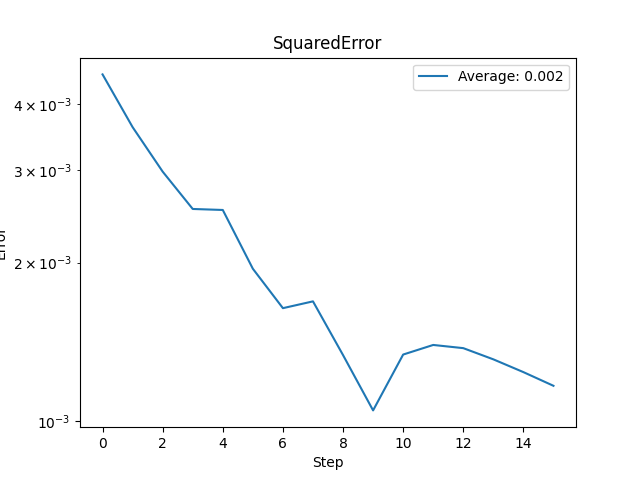 SquaredError
Average: 0.002
4 × 10⁻³
3 × 10⁻³
2 × 10⁻³
10⁻³
Error
0 2 4 6 8 10 12 14
Step